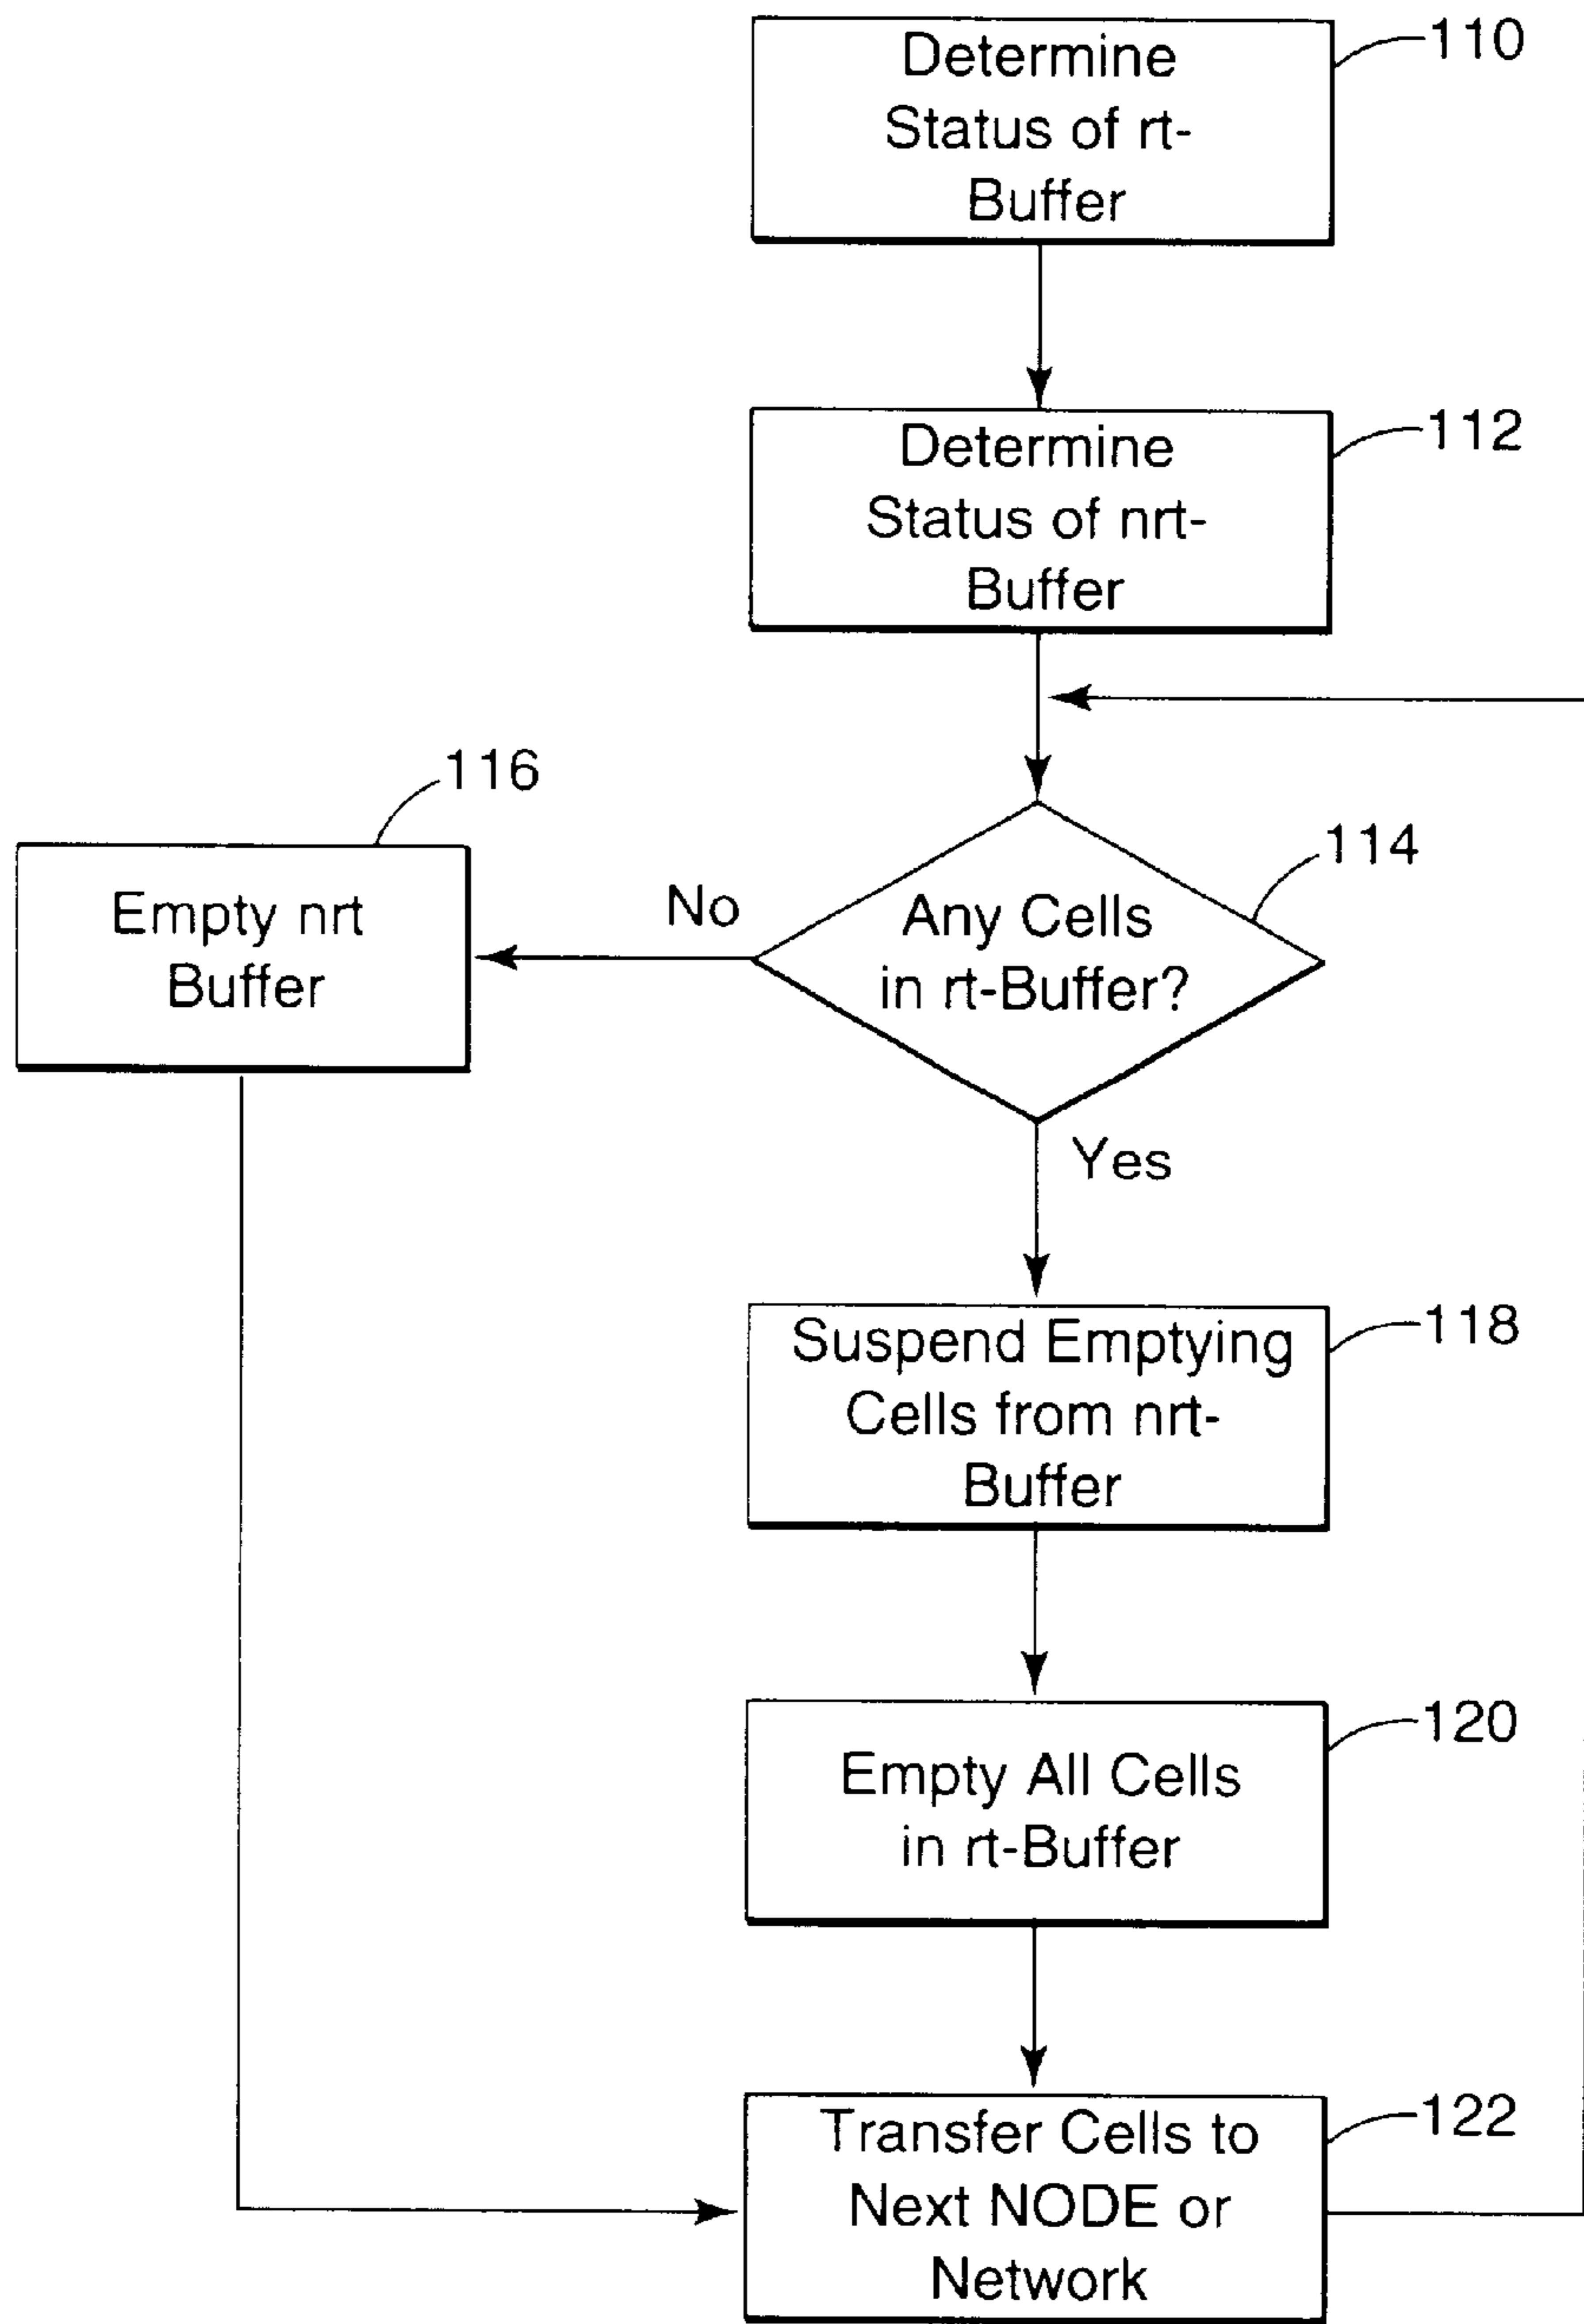 Determine
Status of rt-
Buffer
110
Determine
Status of nrt-
Buffer
112
Any Cells
in rt-Buffer?
114
No
Empty nrt
Buffer
116
Yes
Suspend Emptying
Cells from nrt-
Buffer
118
Empty All Cells
in rt-Buffer
120
Transfer Cells to
Next NODE or
Network
122